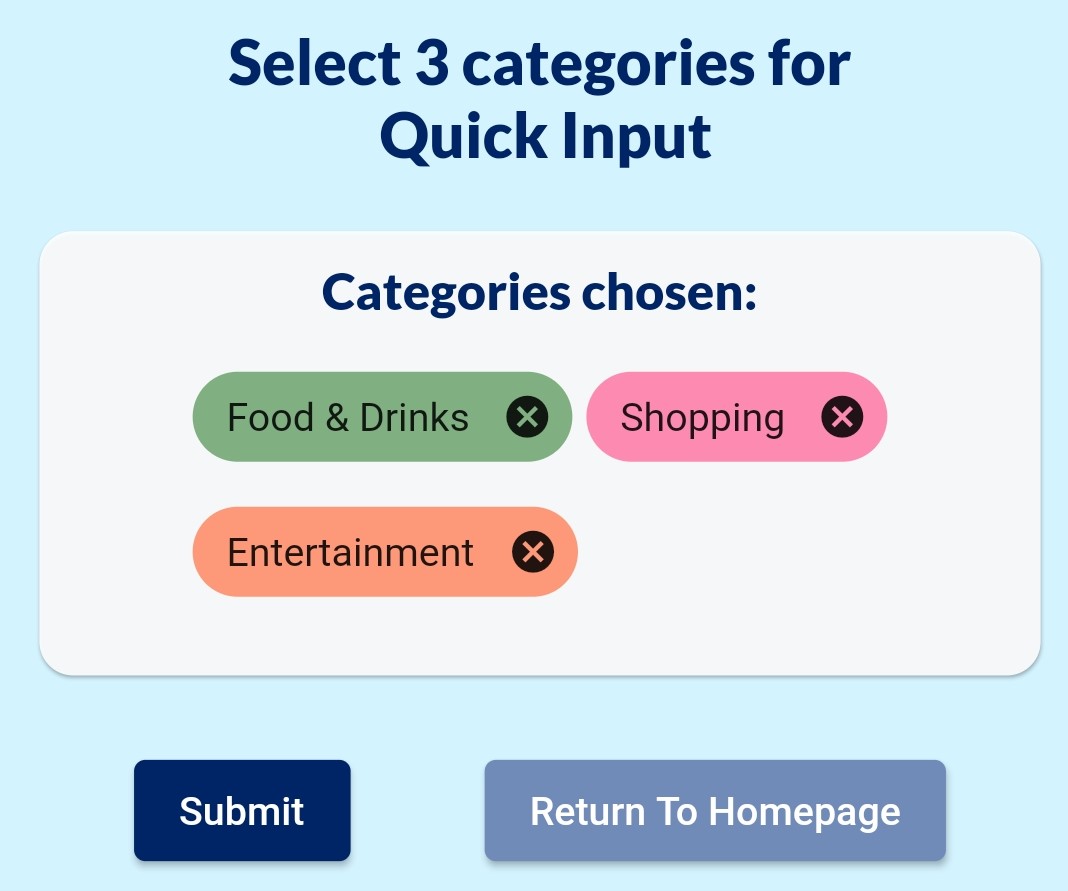 Select 3 categories for
Quick Input
Categories chosen:
Food & Drinks
Shopping
Entertainment
Submit
Return To Homepage